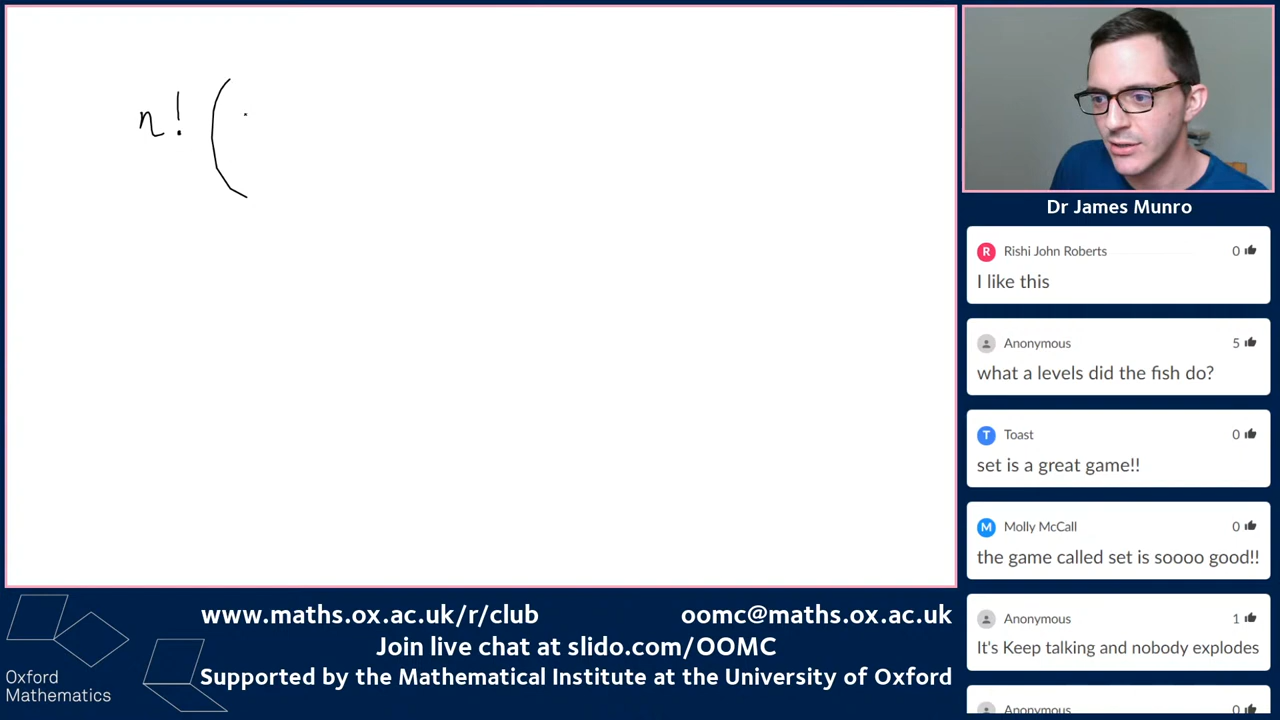 n! (
Dr James Munro
R Rishi John Roberts 0
I like this
Anonymous 5
what a levels did the fish do?
T Toast 0
set is a great game!!
M Molly McCall 0
the game called set is soooo good!!
Anonymous 1
It's Keep talking and nobody explodes
Anonymous 0
www.maths.ox.ac.uk/r/club oomc@maths.ox.ac.uk
Join live chat at slido.com/OOMC
Supported by the Mathematical Institute at the University of Oxford
Oxford
Mathematics